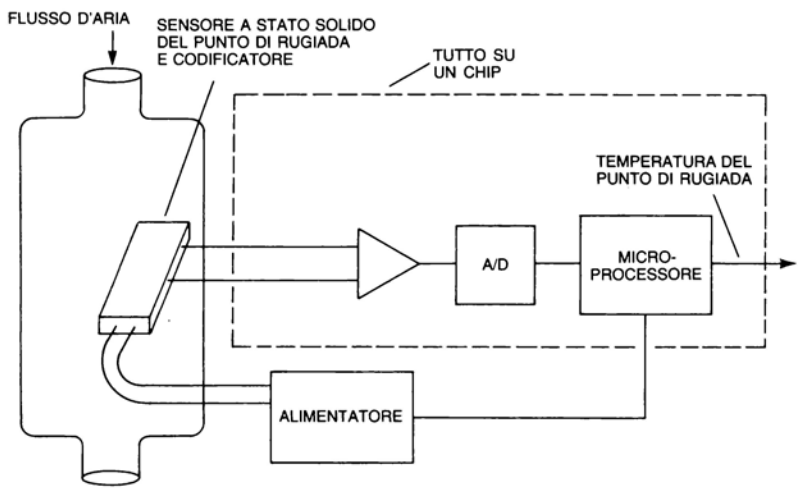 FLUSSO D'ARIA
SENSORE A STATO SOLIDO
DEL PUNTO DI RUGIADA
E CODIFICATORE
TUTTO SU
UN CHIP
TEMPERATURA DEL
PUNTO DI RUGIADA
A/D
MICRO-
PROCESSORE
ALIMENTATORE